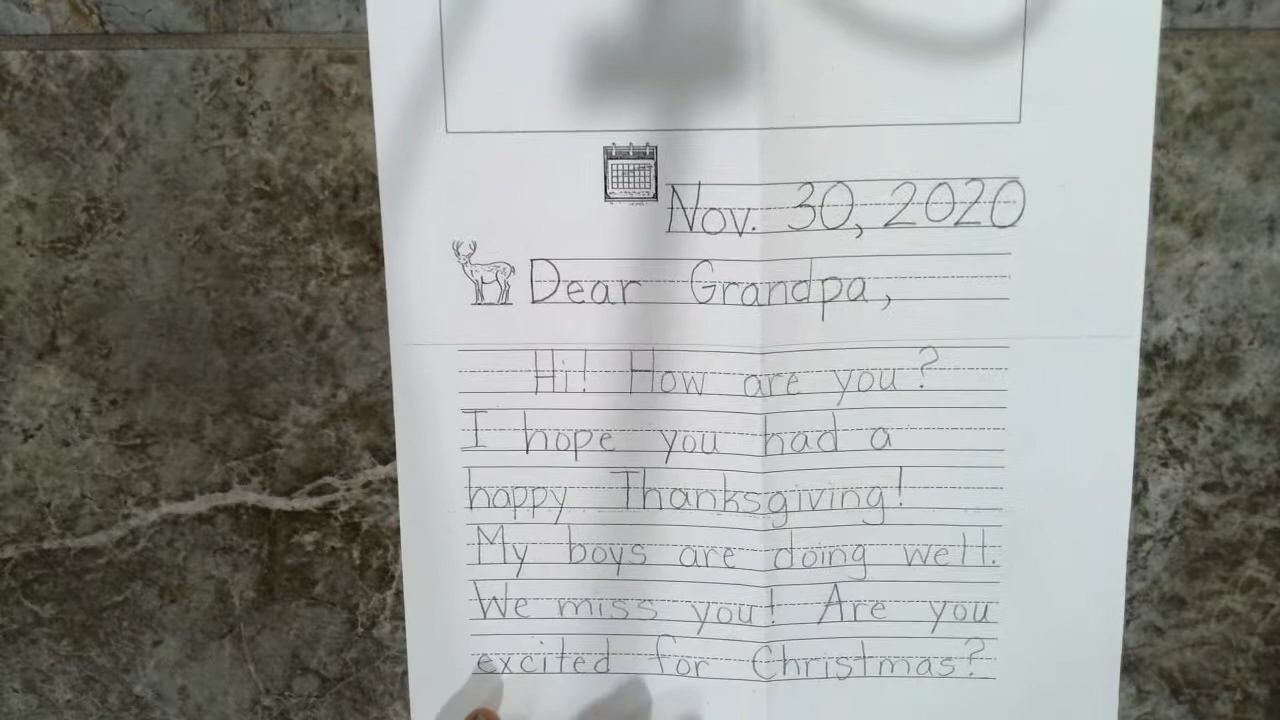 Nov. 30, 2020
Dear Grandpa,
Hi! How are you?
I hope you had a
happy Thanksgiving!
My boys are doing well.
We miss you! Are you
excited for Christmas?